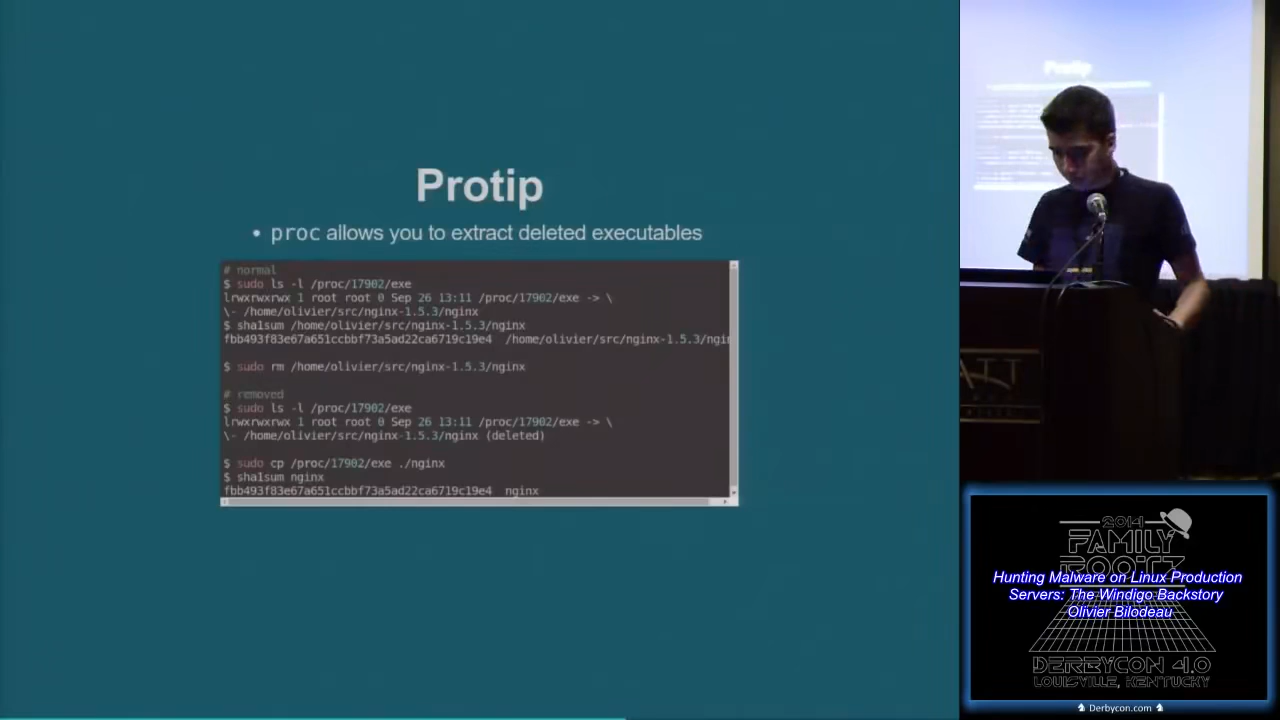 Protip
• proc allows you to extract deleted executables
# normal
$ sudo ls -l /proc/17902/exe
lrwxrwxrwx 1 root root 0 Sep 26 13:11 /proc/17902/exe -> \
\- /home/olivier/src/nginx-1.5.3/nginx
$ sha1sum /home/olivier/src/nginx-1.5.3/nginx
fbb493f83e67a651ccbbf73a5ad22ca6719c19e4  /home/olivier/src/nginx-1.5.3/ngin
$ sudo rm /home/olivier/src/nginx-1.5.3/nginx
# removed
$ sudo ls -l /proc/17902/exe
lrwxrwxrwx 1 root root 0 Sep 26 13:11 /proc/17902/exe -> \
\- /home/olivier/src/nginx-1.5.3/nginx (deleted)
$ sudo cp /proc/17902/exe ./nginx
$ sha1sum nginx
fbb493f83e67a651ccbbf73a5ad22ca6719c19e4  nginx
Protip
2014
FAMILY
ROOTZ
Hunting Malware on Linux Production
Servers: The Windigo Backstory
Olivier Bilodeau
DERBYCON 4.0
LOUISVILLE, KENTUCKY
Derbycon.com